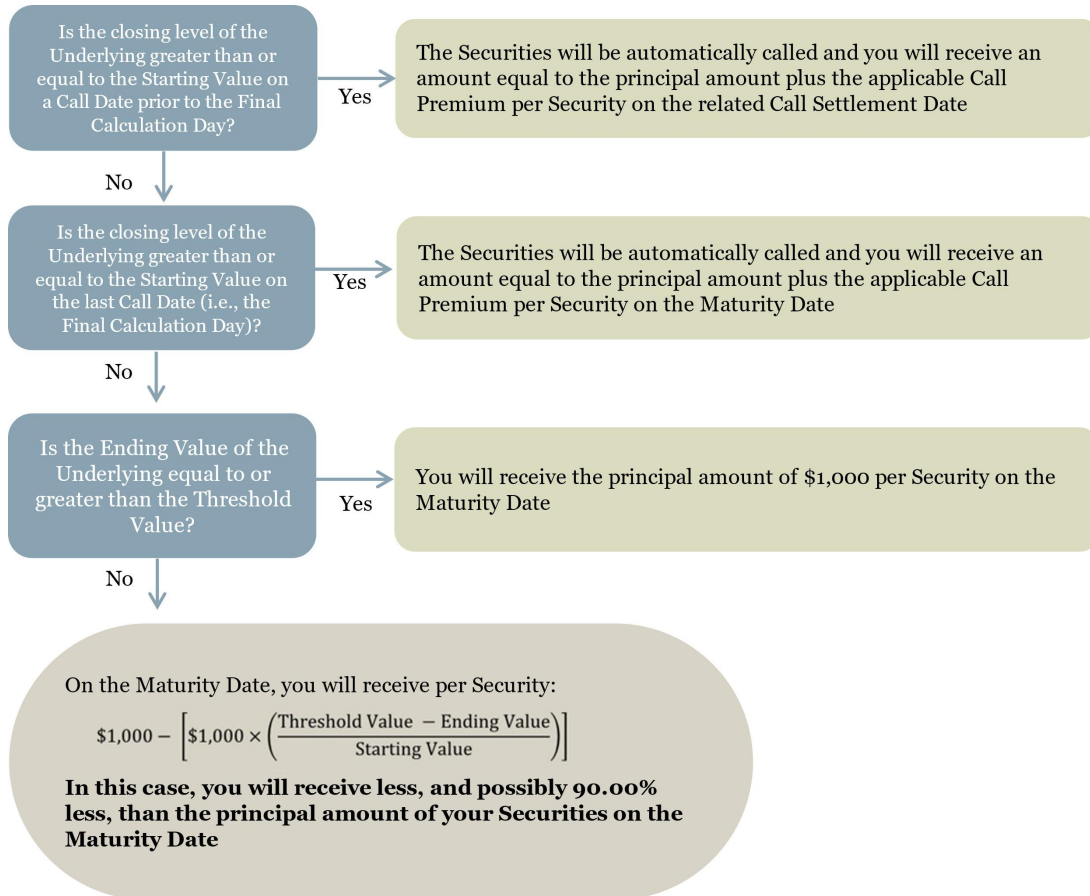 Is the closing level of the
Underlying greater than or
equal to the Starting Value on
a Call Date prior to the Final
Calculation Day?
Yes
The Securities will be automatically called and you will receive an
amount equal to the principal amount plus the applicable Call
Premium per Security on the related Call Settlement Date
No
Is the closing level of the
Underlying greater than or
equal to the Starting Value on
the last Call Date (i.e., the
Final Calculation Day)?
Yes
The Securities will be automatically called and you will receive an
amount equal to the principal amount plus the applicable Call
Premium per Security on the Maturity Date
No
Is the Ending Value of the
Underlying equal to or
greater than the Threshold
Value?
Yes
You will receive the principal amount of $1,000 per Security on the
Maturity Date
No
On the Maturity Date, you will receive per Security:
$1,000 − [$1,000 × (Threshold Value − Ending Value / Starting Value)]
In this case, you will receive less, and possibly 90.00%
less, than the principal amount of your Securities on the
Maturity Date